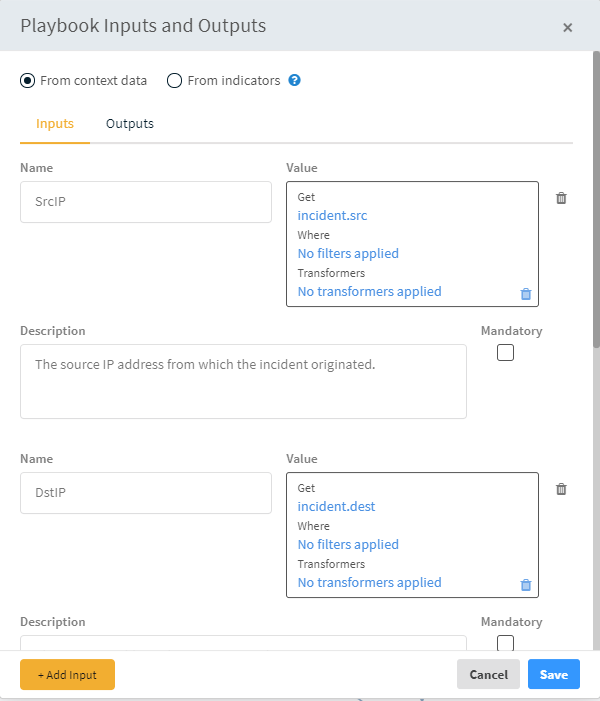 Playbook Inputs and Outputs
×
From context data From indicators ?
Inputs Outputs
Name Value
SrcIP
Get
incident.src
Where
No filters applied
Transformers
No transformers applied
Description Mandatory
The source IP address from which the incident originated.
Name Value
DstIP
Get
incident.dest
Where
No filters applied
Transformers
No transformers applied
Description Mandatory
+ Add Input Cancel Save